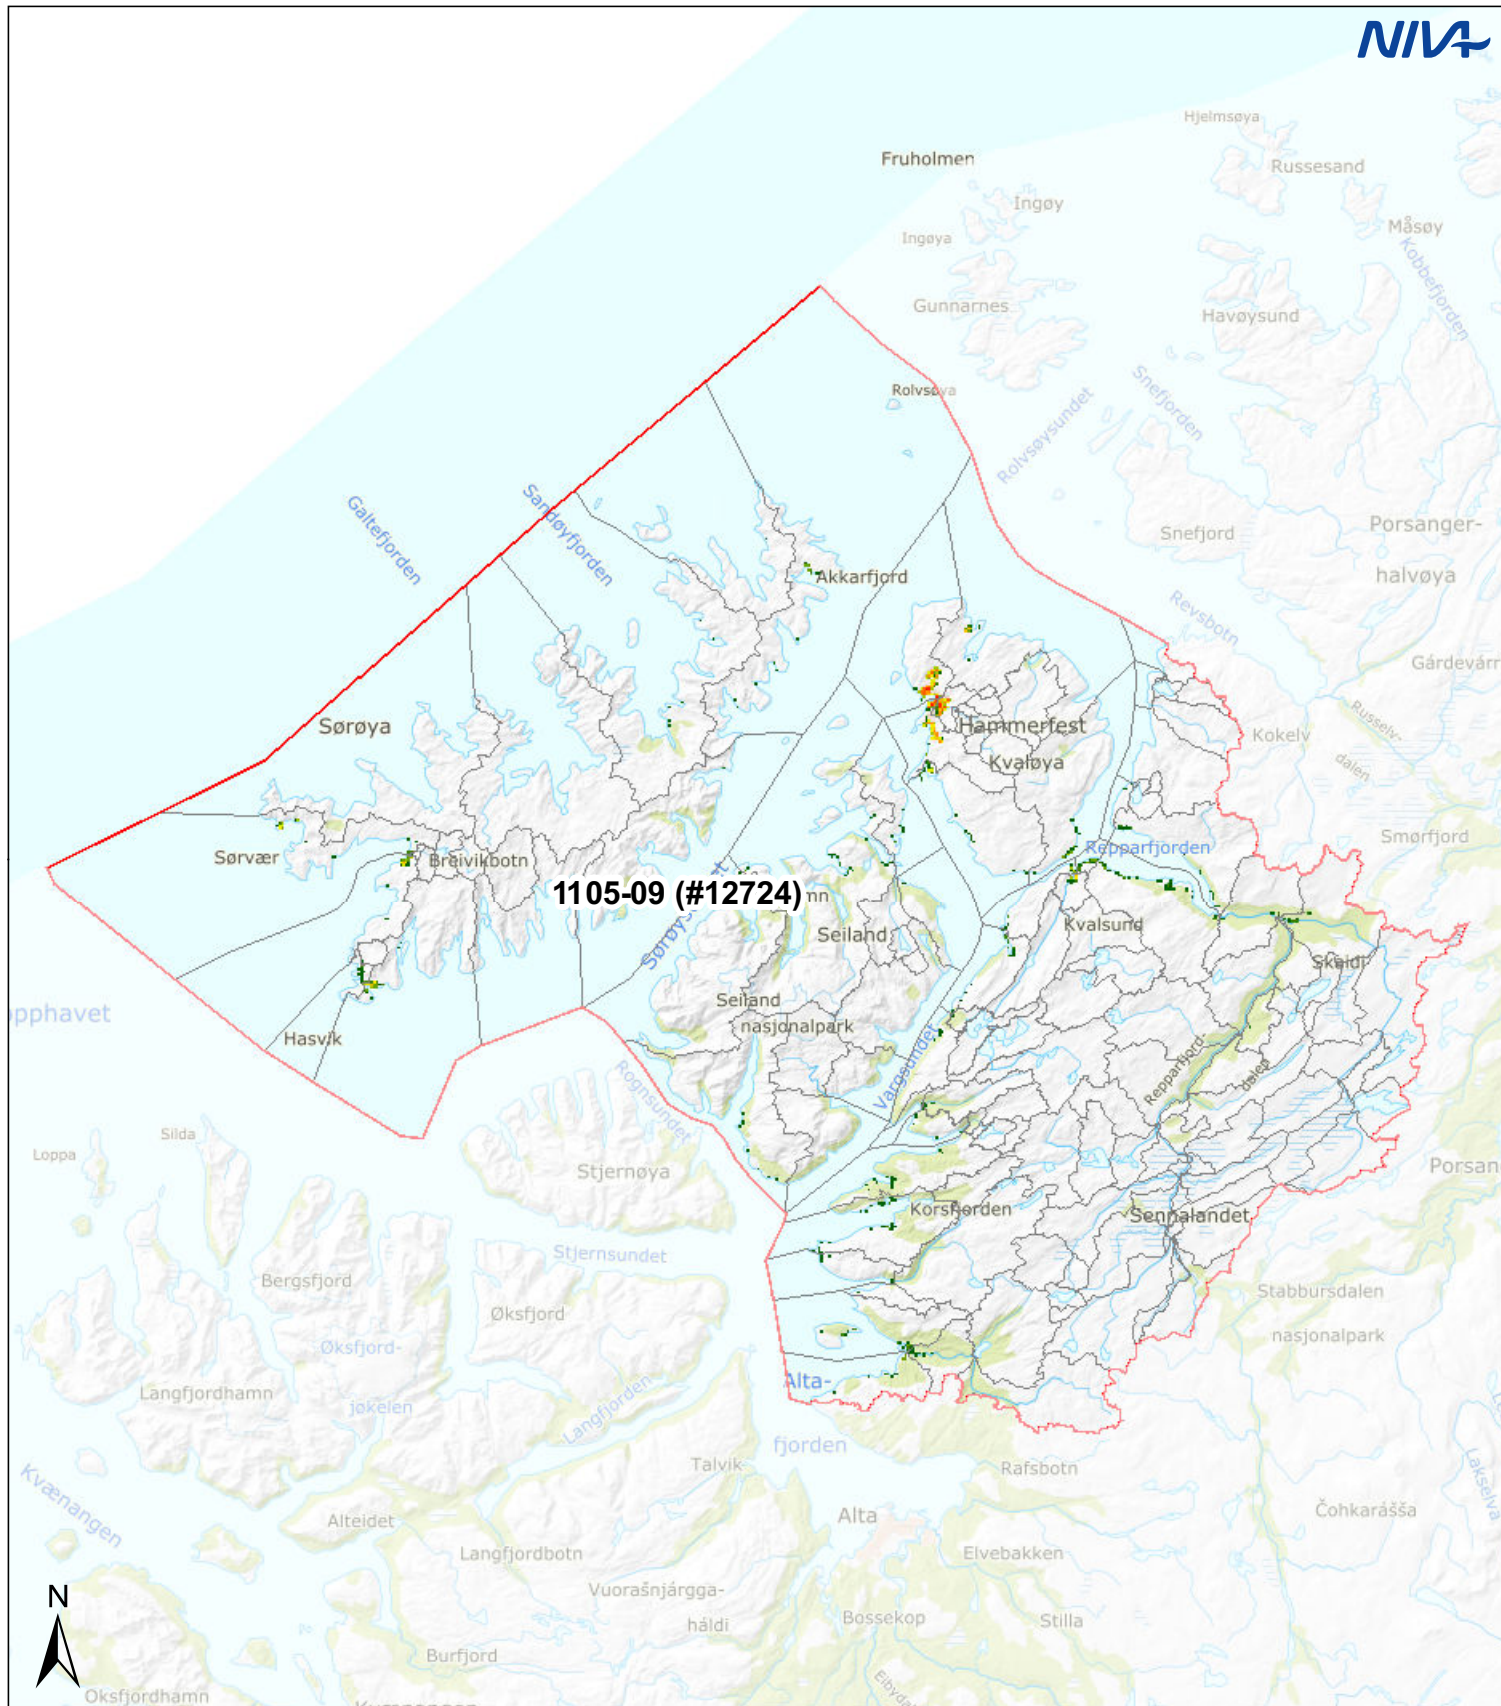 NIVA
Hjelmsøya
Fruholmen
Russesand
Ingøy
Måsøy
Ingøya
Kobbefjorden
Gunnarnes
Havøysund
Rolvsøya
Snefjorden
Rolvsøysundet
Galtefjorden
Sandøyfjorden
Snefjord
Porsanger-
halvøya
Akkarfjord
Revsbotn
Gárdevárr
Sørøya
Hammerfest
Kvaløya
Kokelv
Russelv-
dalen
Smørfjord
Sørvær
Breivikbotn
Repparfjorden
1105-09 (#12724)
Kvalsund
Seiland
Skaidi
Seiland
nasjonalpark
opphavet
Hasvik
Vargsundet
Repparfjord-
dalen
Rognsundet
Silda
Loppa
Stjernøya
Porsan
Korsfjorden
Sennalandet
Stjernsundet
Bergsfjord
Øksfjord
Stabbursdalen
nasjonalpark
Øksfjord-
jøkelen
Langfjordhamn
Alta-
fjorden
Langfjorden
Talvik
Rafsbotn
Lakselva
Kvænangen
Alteidet
Alta
Čohkarášša
Langfjordbotn
Elvebakken
Vuorašnjárgga-
háldi
Bossekop
Stilla
N
Burfjord
Oksfjordhamn